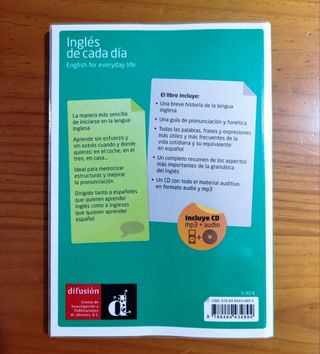 Inglés
de cada día
English for everyday life
La manera más sencilla
de iniciarse en la lengua
inglesa
Aprende sin esfuerzo y
sin estrés cuando y donde
quieras: en el coche, en el
tren, en casa...
Ideal para memorizar
estructuras y mejorar
la pronunciación
Dirigido tanto a españoles
que quieren aprender
inglés como a ingleses
que quieren aprender
español
El libro incluye:
• Una breve historia de la lengua
inglesa
• Una guía de pronunciación y fonética
• Todas las palabras, frases y expresiones
más útiles y más frecuentes de la
vida cotidiana y su equivalente
en español
• Un completo resumen de los aspectos
más importantes de la gramática
del inglés
• Un CD con todo el material auditivo
en formato audio y mp3
Incluye CD
mp3 + audio
9,90 €
difusión
Centro de
Investigación y
Publicaciones
de Idiomas, S.L.
d.